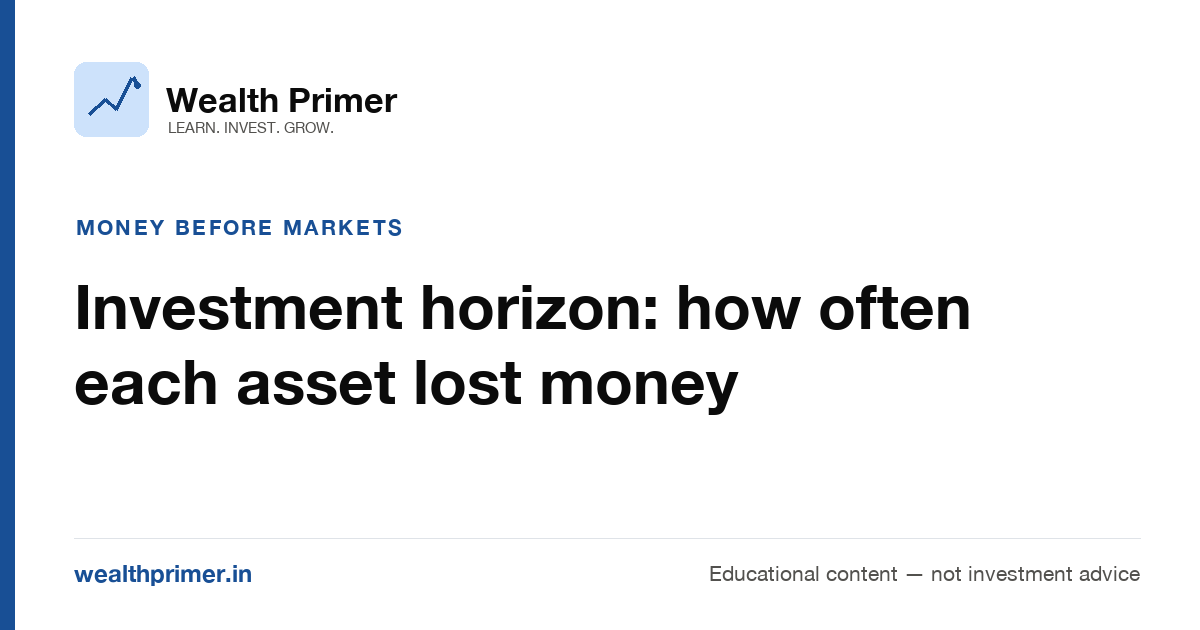 Wealth Primer
LEARN. INVEST. GROW.
MONEY BEFORE MARKETS
Investment horizon: how often
each asset lost money
wealthprimer.in
Educational content — not investment advice